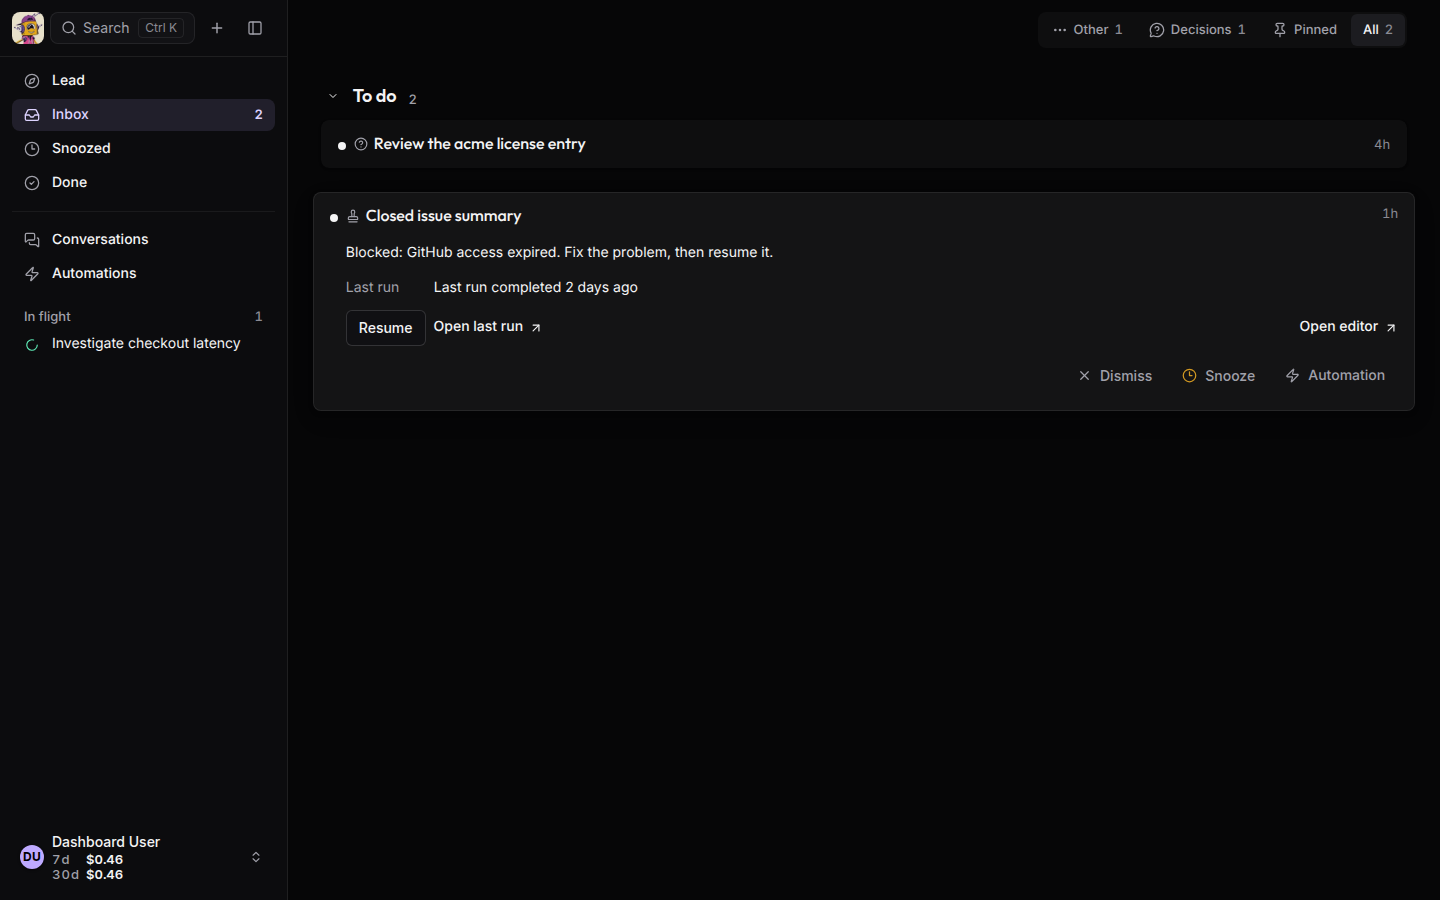 Search Ctrl K
Lead
Inbox 2
Snoozed
Done
Conversations
Automations
In flight 1
Investigate checkout latency
Dashboard User
DU
7d $0.46
30d $0.46
Other 1 Decisions 1 Pinned All 2
To do 2
Review the acme license entry 4h
Closed issue summary 1h
Blocked: GitHub access expired. Fix the problem, then resume it.
Last run Last run completed 2 days ago
Resume Open last run Open editor
Dismiss Snooze Automation